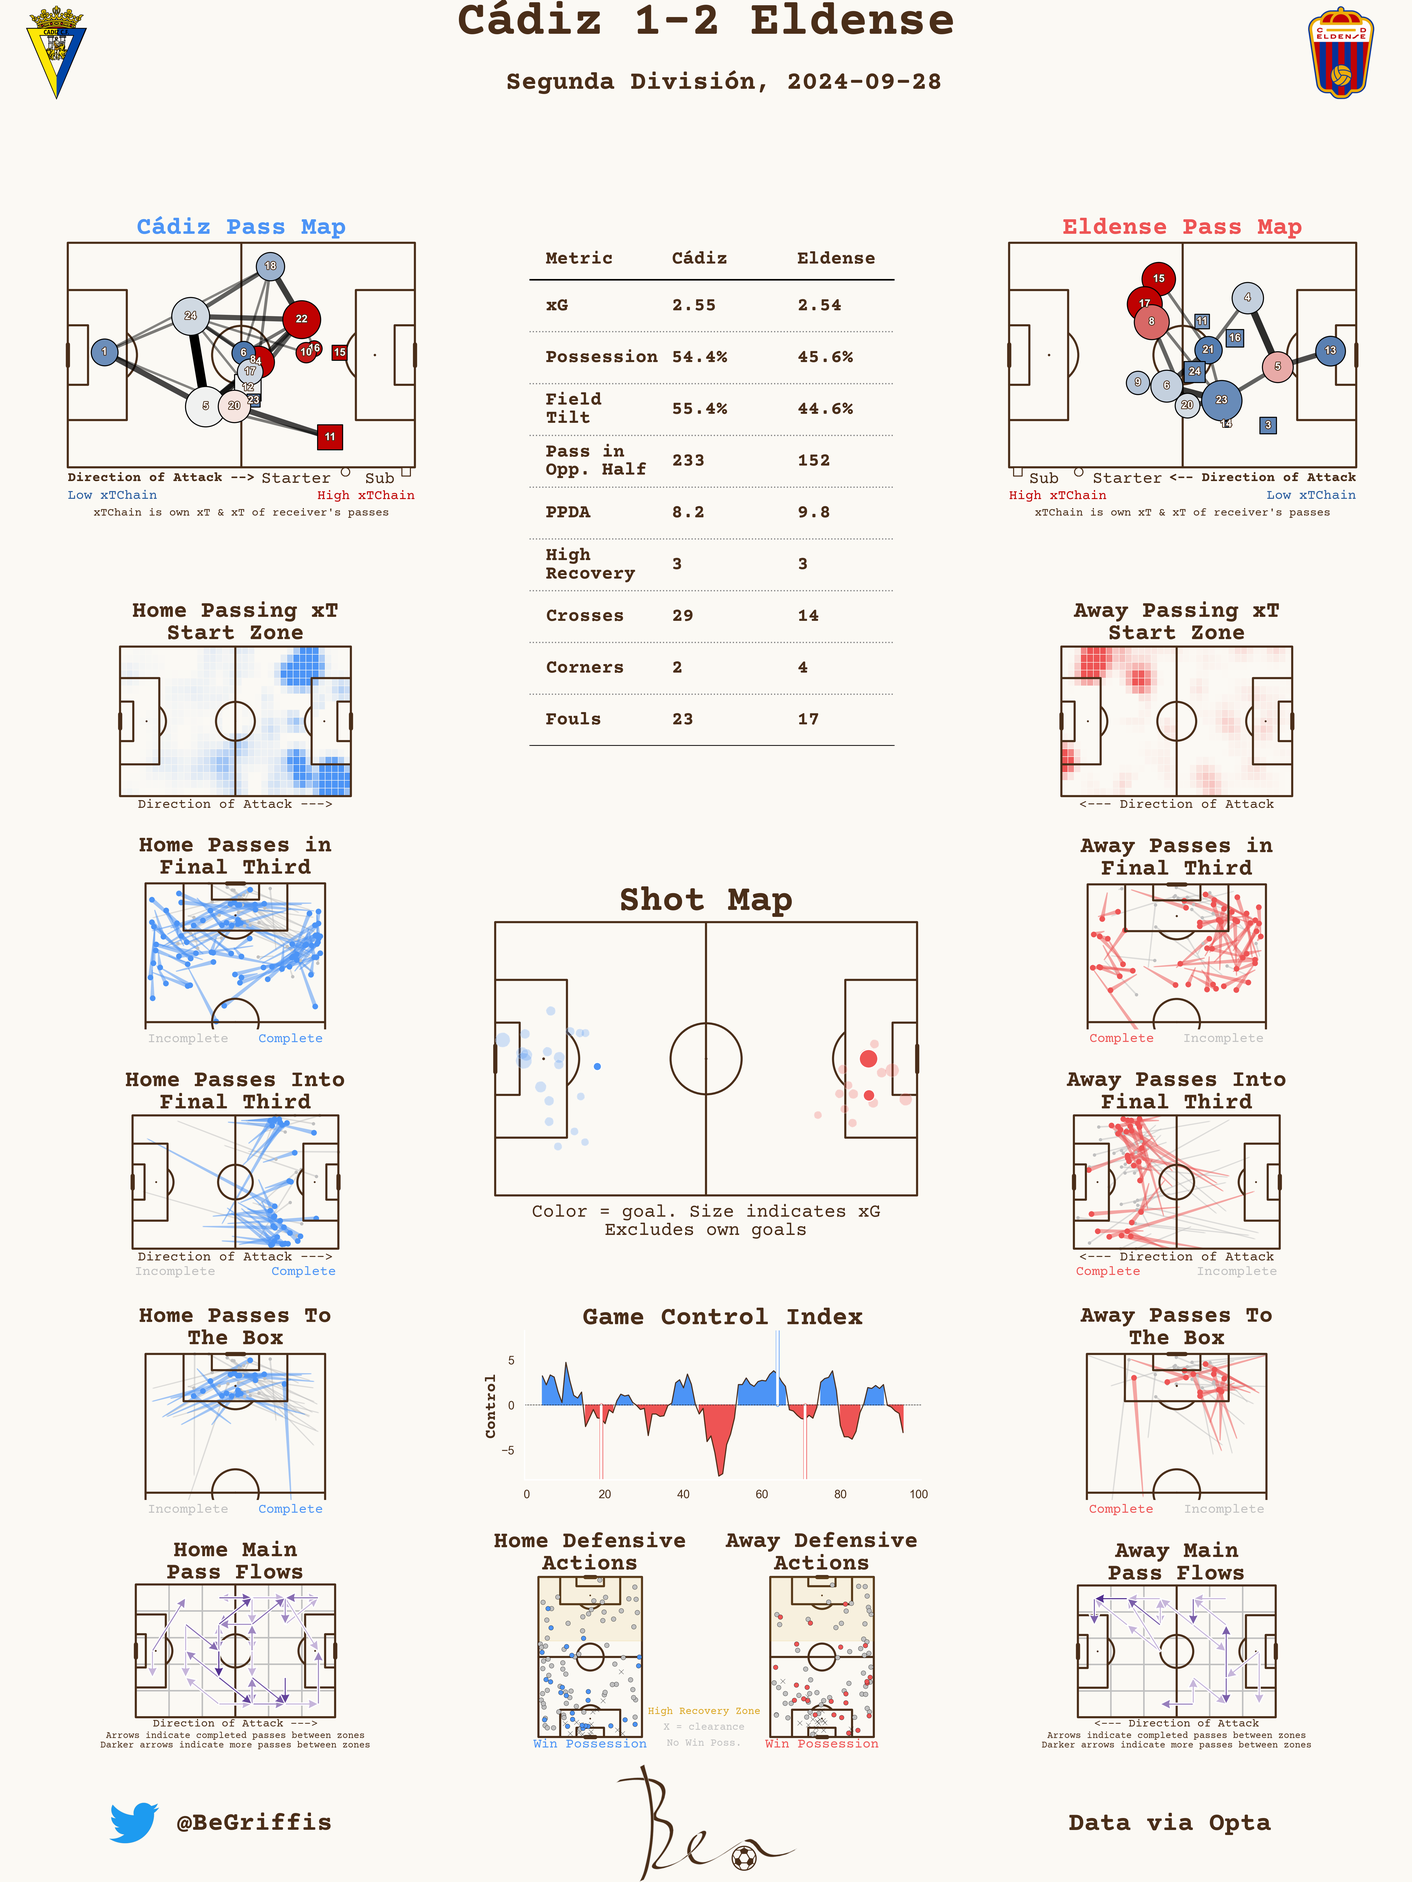 Cádiz 1-2 Eldense
Segunda División, 2024-09-28
CADIZ C.F.
C D
ELDENSE
Cádiz Pass Map
18
24
22
1
6
8
4
10
16
15
17
12
5
20
23
11
Direction of Attack --> Starter Sub
Low xTChain High xTChain
xTChain is own xT & xT of receiver's passes
Metric Cádiz Eldense
xG 2.55 2.54
Possession 54.4% 45.6%
Field
Tilt 55.4% 44.6%
Pass in
Opp. Half 233 152
PPDA 8.2 9.8
High
Recovery 3 3
Crosses 29 14
Corners 2 4
Fouls 23 17
Eldense Pass Map
15
17
4
8
11
16
21
13
5
24
9
6
20
23
14
3
Sub Starter <-- Direction of Attack
High xTChain Low xTChain
xTChain is own xT & xT of receiver's passes
Home Passing xT
Start Zone
Direction of Attack --->
Away Passing xT
Start Zone
<--- Direction of Attack
Home Passes in
Final Third
Incomplete Complete
Away Passes in
Final Third
Complete Incomplete
Shot Map
Color = goal. Size indicates xG
Excludes own goals
Home Passes Into
Final Third
Direction of Attack --->
Incomplete Complete
Away Passes Into
Final Third
<--- Direction of Attack
Complete Incomplete
Home Passes To
The Box
Incomplete Complete
Game Control Index
Control
5
0
−5
0 20 40 60 80 100
Away Passes To
The Box
Complete Incomplete
Home Main
Pass Flows
Direction of Attack --->
Arrows indicate completed passes between zones
Darker arrows indicate more passes between zones
Home Defensive
Actions
Win Possession
Away Defensive
Actions
Win Possession
High Recovery Zone
X = clearance
No Win Poss.
Away Main
Pass Flows
<--- Direction of Attack
Arrows indicate completed passes between zones
Darker arrows indicate more passes between zones
@BeGriffis
Ben
Data via Opta